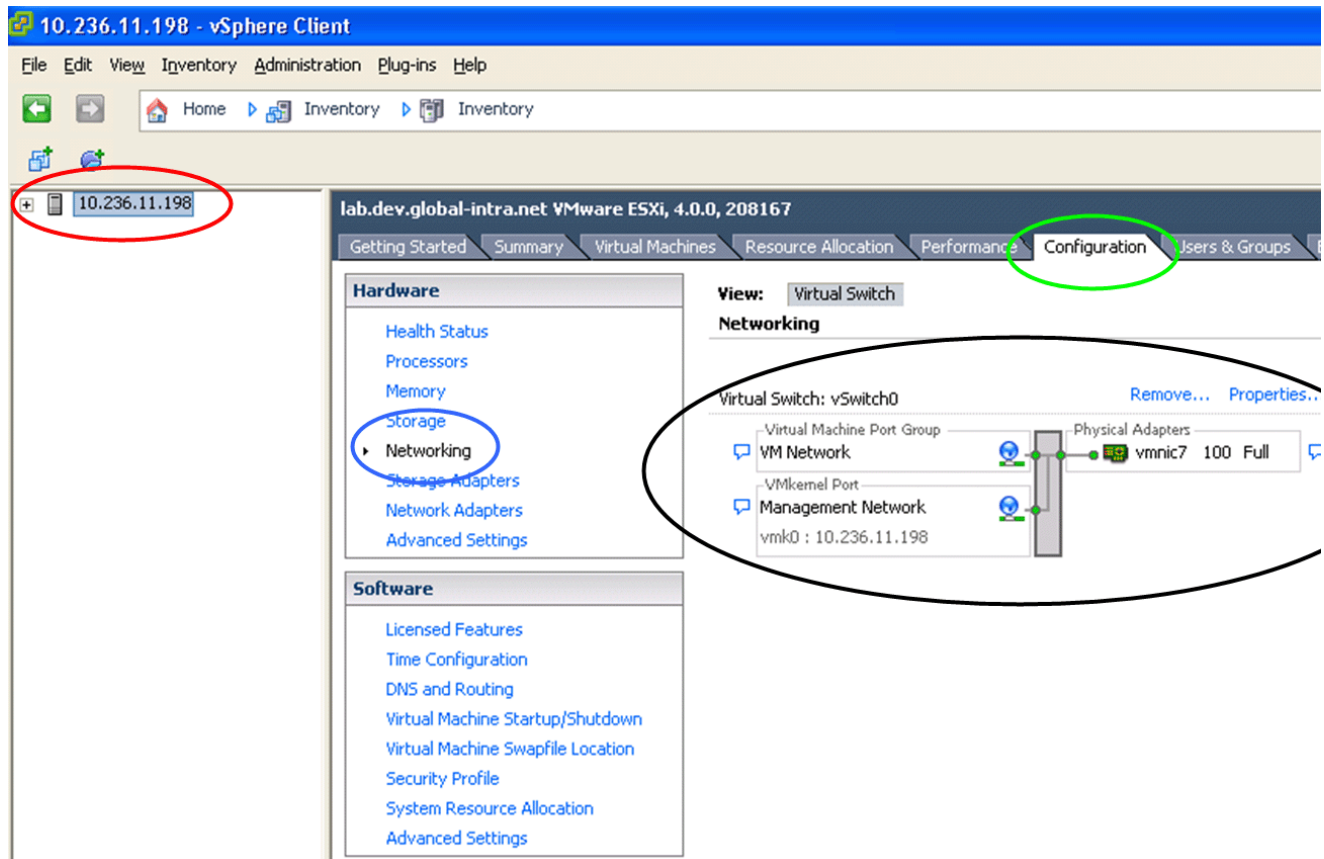 10.236.11.198 - vSphere Client
File Edit View Inventory Administration Plug-ins Help
Home Inventory Inventory
10.236.11.198
lab.dev.global-intra.net VMware ESXi, 4.0.0, 208167
Getting Started Summary Virtual Machines Resource Allocation Performance Configuration Users & Groups
Hardware
Health Status
Processors
Memory
Storage
Networking
Storage Adapters
Network Adapters
Advanced Settings
Software
Licensed Features
Time Configuration
DNS and Routing
Virtual Machine Startup/Shutdown
Virtual Machine Swapfile Location
Security Profile
System Resource Allocation
Advanced Settings
View: Virtual Switch
Networking
Virtual Switch: vSwitch0 Remove... Properties...
Virtual Machine Port Group
VM Network
VMkernel Port
Management Network
vmk0 : 10.236.11.198
Physical Adapters
vmnic7 100 Full